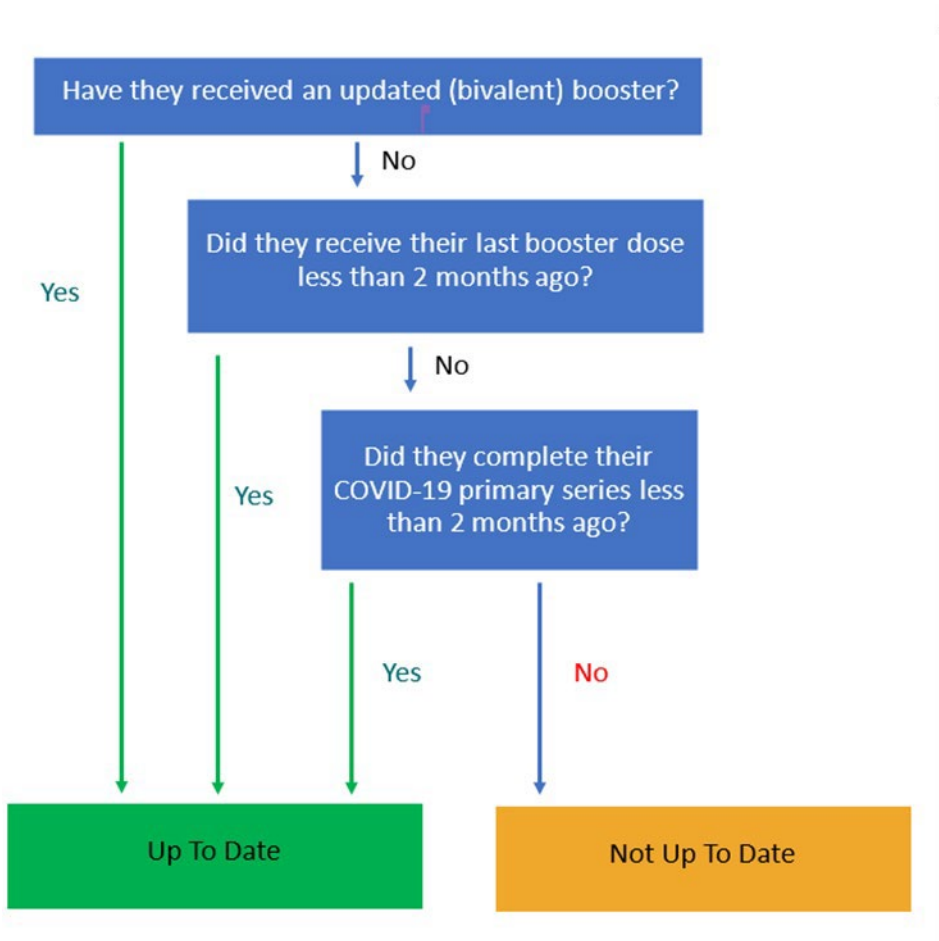 Have they received an updated (bivalent) booster?
No
Did they receive their last booster dose
less than 2 months ago?
Yes
No
Did they complete their
COVID-19 primary series less
than 2 months ago?
Yes
Yes
No
Up To Date
Not Up To Date